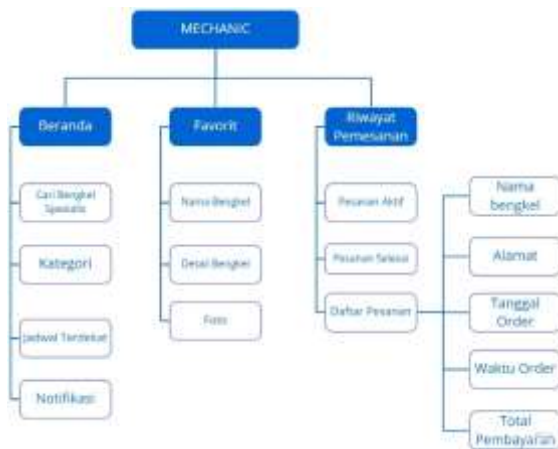 MECHANIC
Beranda
Favorit
Riwayat
Pemesanan
Cari Bengkel
Spesialis
Kategori
Jadwal Terdekat
Notifikasi
Nama Bengkel
Detail Bengkel
Foto
Pesanan Aktif
Pesanan Selesai
Daftar Pesanan
Nama
bengkel
Alamat
Tanggal
Order
Waktu Order
Total
Pembayaran